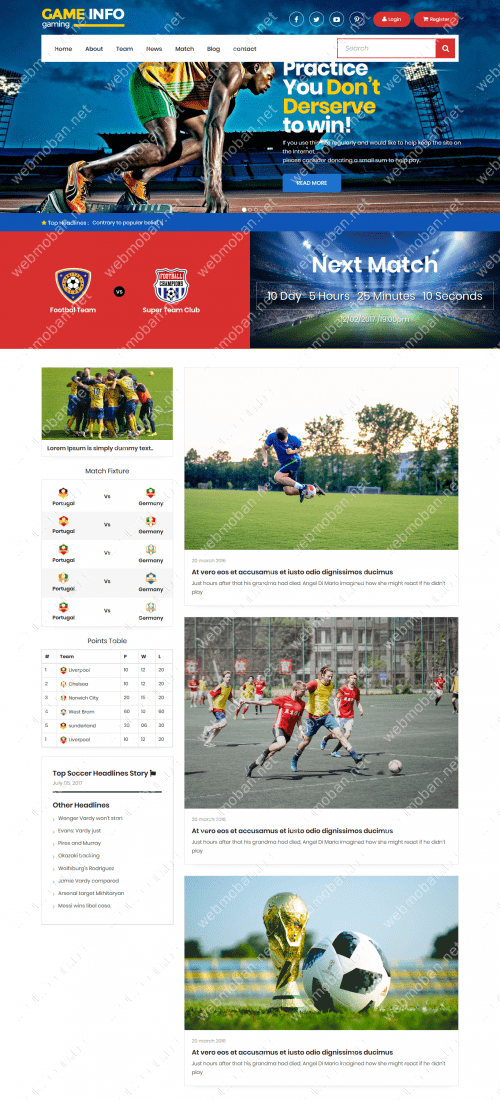 GAME INFO
gaming
Login
Register
Home About Team News Match Blog contact
Search
Practice
You Don't
Derserve
to win!
If you use this site regularly and would like to help keep the site on
the Internet,
please consider donating a small sum to help pay..
READ MORE
Top Headlines : Contrary to popular belief
Footbal Team
VS
Super Team Club
FOOTBALL
CHAMPIONS
Next Match
10 Day 5 Hours 25 Minutes 10 Seconds
12/02/2017 /19:00pm
Lorem Ipsum is simply dummy text..
Match Fixture
Portugal Vs Germany
Portugal Vs Germany
Portugal Vs Germany
Portugal Vs Germany
Portugal Vs Germany
Points Table
# Team P W L
1 Liverpool 10 12 20
2 Chelsea 10 12 20
3 Norwich City 20 15 20
4 West Brom 60 10 60
5 sunderland 30 06 30
1 Liverpool 10 12 20
Top Soccer Headlines Story
July 05, 2017
Other Headlines
Wenger Vardy won't start
Evans: Vardy just
Pires and Murray
Okazaki backing
Wolfsburg's Rodriguez
Jamie Vardy compared
Arsenal target Mkhitaryan
Messi wins libel case.
20 march 2016
At vero eos et accusamus et iusto odio dignissimos ducimus
Just hours after that his grandma had died, Angel Di Maria imagined how she might react if he didn't
play
20 march 2016
At vero eos et accusamus et iusto odio dignissimos ducimus
Just hours after that his grandma had died, Angel Di Maria imagined how she might react if he didn't
play
20 march 2016
At vero eos et accusamus et iusto odio dignissimos ducimus
Just hours after that his grandma had died, Angel Di Maria imagined how she might react if he didn't
play
webmoban.net